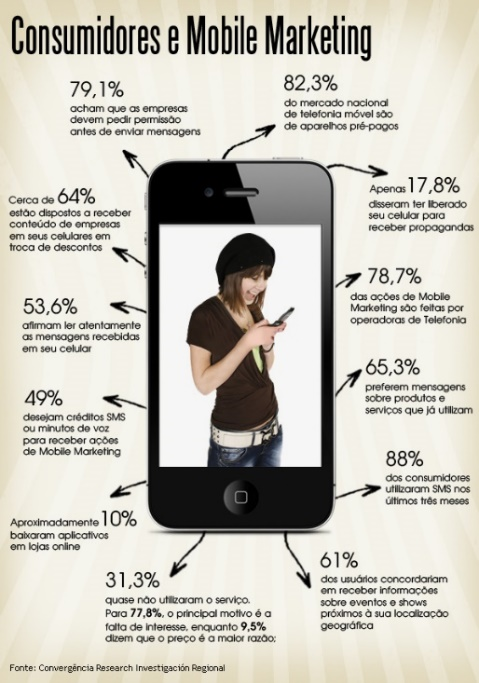 Consumidores e Mobile Marketing
79,1%
acham que as empresas
devem pedir permissão
antes de enviar mensagens
82,3%
do mercado nacional
de telefonia móvel são
de aparelhos pré-pagos
Cerca de 64%
estão dispostos a receber
conteúdo de empresas
em seus celulares em
troca de descontos
Apenas 17,8%
disseram ter liberado
seu celular para
receber propagandas
53,6%
afirmam ler atentamente
as mensagens recebidas
em seu celular
78,7%
das ações de Mobile
Marketing são feitas por
operadoras de Telefonia
49%
desejam créditos SMS
ou minutos de voz
para receber ações
de Mobile Marketing
65,3%
preferem mensagens
sobre produtos e
serviços que já utilizam
Aproximadamente 10%
baixaram aplicativos
em lojas online
88%
dos consumidores
utilizaram SMS nos
últimos três meses
31,3%
quase não utilizaram o serviço.
Para 77,8%, o principal motivo é a
falta de interesse, enquanto 9,5%
dizem que o preço é a maior razão;
61%
dos usuários concordariam
em receber informações
sobre eventos e shows
próximos à sua localização
geográfica
Fonte: Convergência Research Investigación Regional